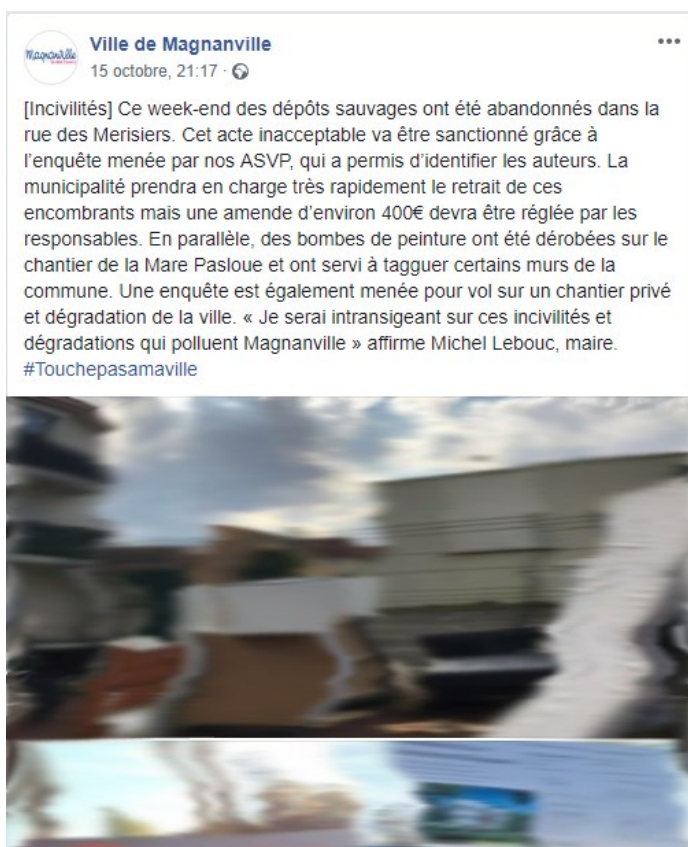 Magnanville
Ville de Magnanville
15 octobre, 21:17 ·
[Incivilités] Ce week-end des dépôts sauvages ont été abandonnés dans la
rue des Merisiers. Cet acte inacceptable va être sanctionné grâce à
l'enquête menée par nos ASVP, qui a permis d'identifier les auteurs. La
municipalité prendra en charge très rapidement le retrait de ces
encombrants mais une amende d'environ 400€ devra être réglée par les
responsables. En parallèle, des bombes de peinture ont été dérobées sur le
chantier de la Mare Pasloue et ont servi à tagguer certains murs de la
commune. Une enquête est également menée pour vol sur un chantier privé
et dégradation de la ville. « Je serai intransigeant sur ces incivilités et
dégradations qui polluent Magnanville » affirme Michel Lebouc, maire.
#Touchepasamaville